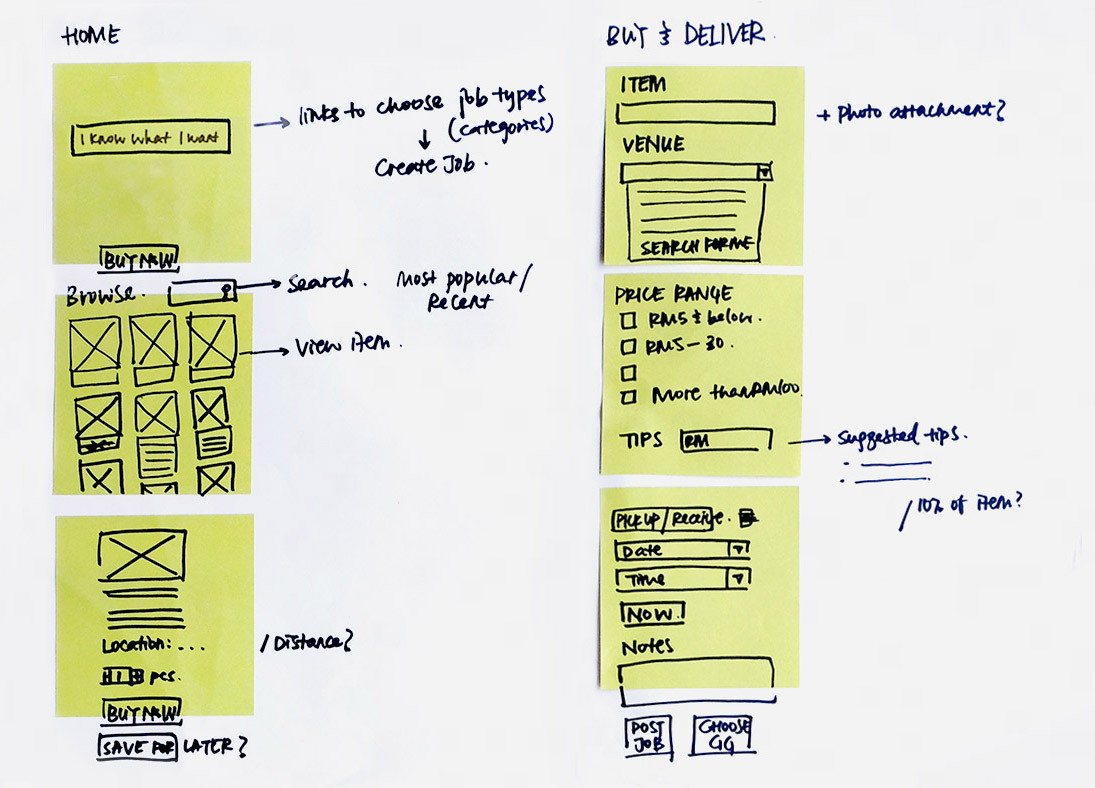 HOME
I know what I want
links to choose job types
(categories)
↓
Create Job.
BUY NOW
Browse.
Search.
Most popular/
Recent
View item.
Location: ...
/ Distance?
1 pcs.
BUY NOW
SAVE FOR LATER?
BUY & DELIVER
ITEM
+ Photo attachment?
VENUE
SEARCH FOR ME
PRICE RANGE
RM5 & below.
RM5 - 30.
More than RM100.
TIPS RM
Suggested tips.
/ 10% of item?
PICK UP / Receive.
Date
Time
NOW
Notes
POST
JOB
CHOOSE
GG